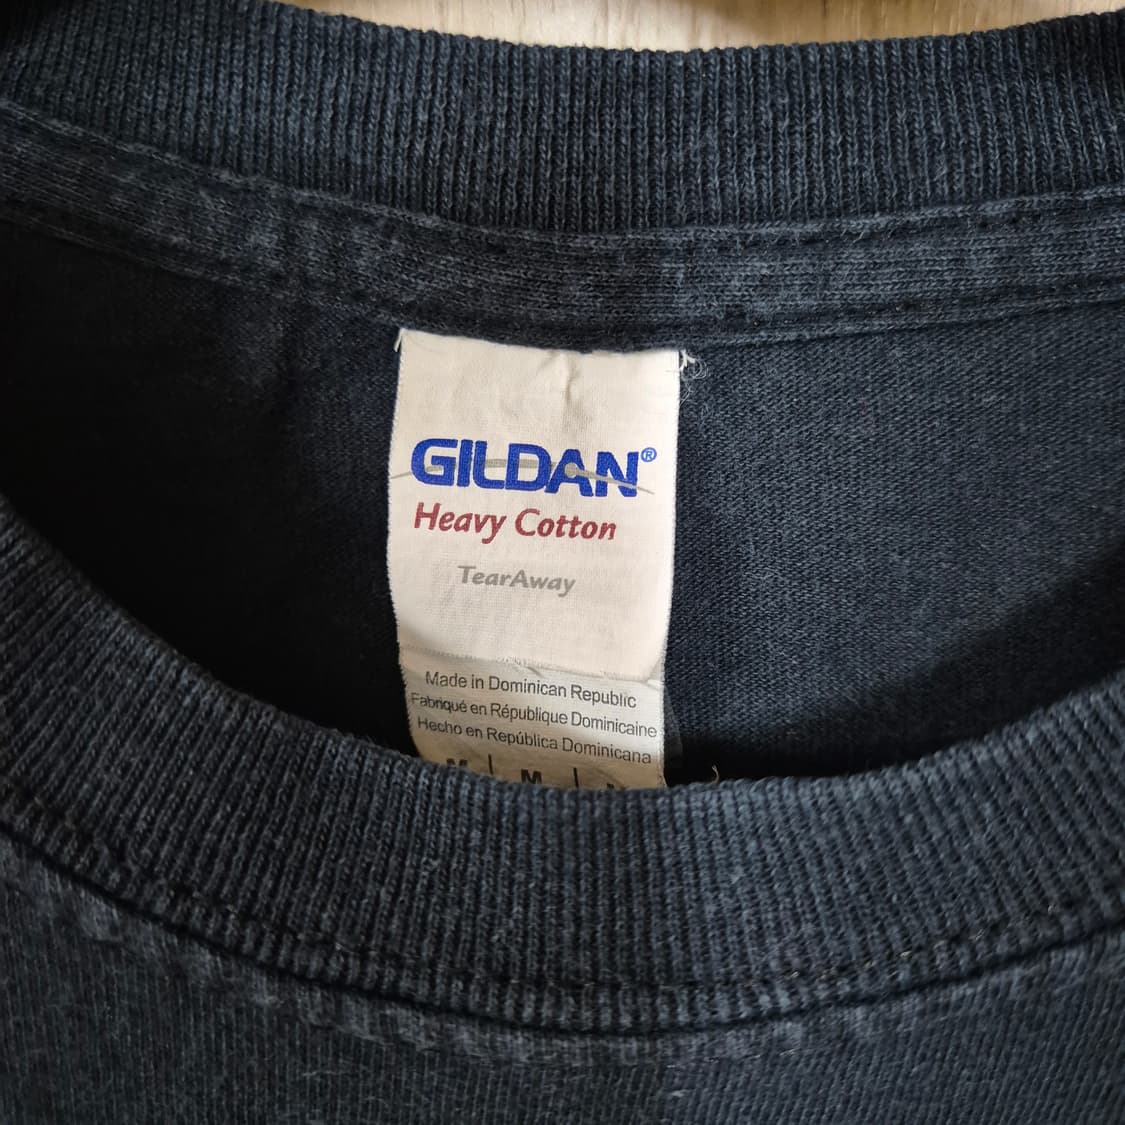 GILDAN®
Heavy Cotton
TearAway
Made in Dominican Republic
Fabriqué en République Dominicaine
Hecho en República Dominicana
M | M |